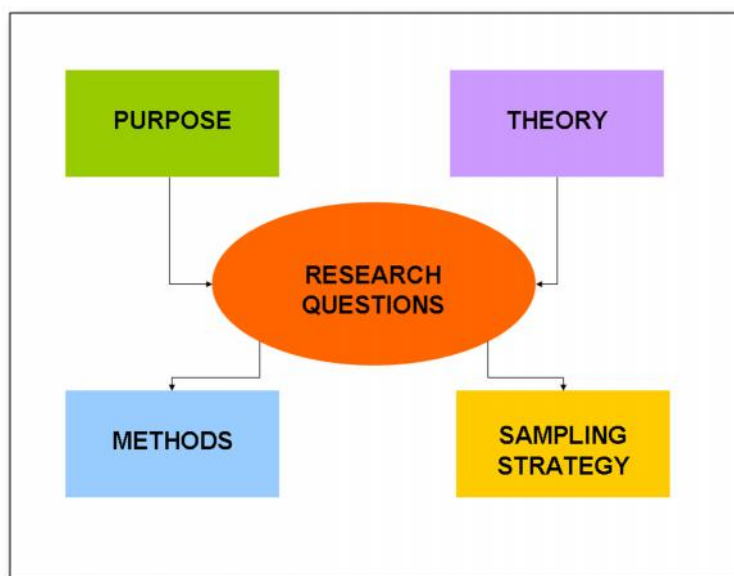 PURPOSE
THEORY
RESEARCH
QUESTIONS
METHODS
SAMPLING
STRATEGY